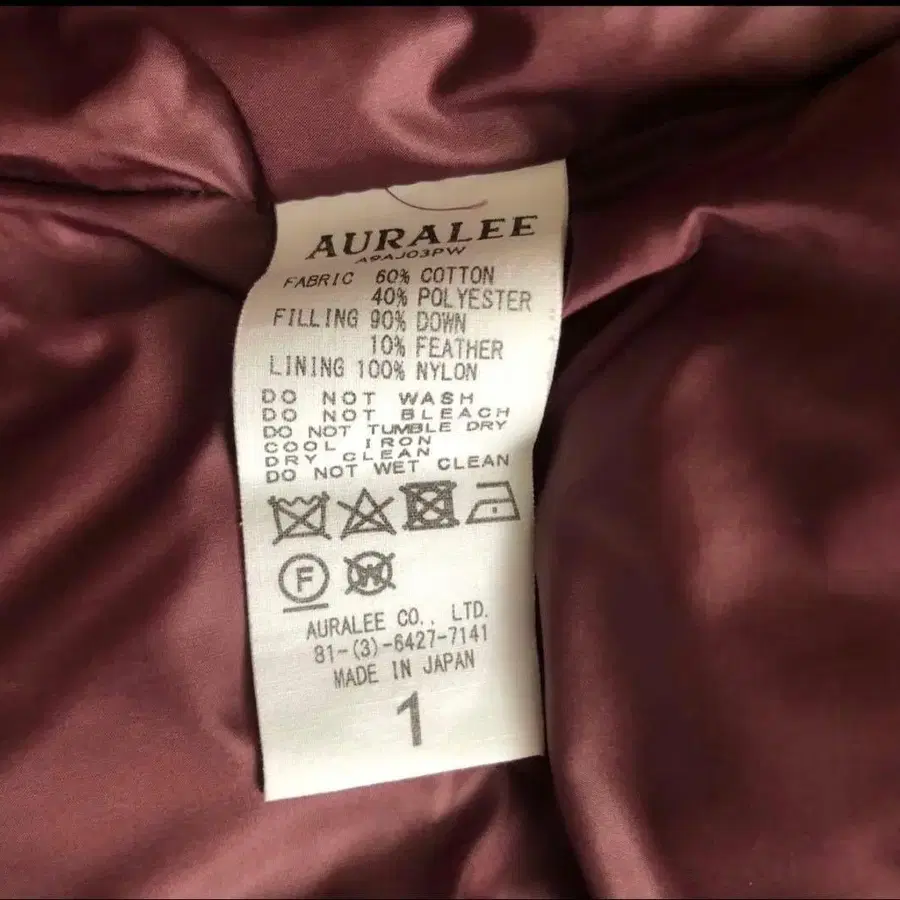 AURALEE
A9AJ03PW
FABRIC 60% COTTON
40% POLYESTER
FILLING 90% DOWN
10% FEATHER
LINING 100% NYLON
DO NOT WASH
DO NOT BLEACH
DO NOT TUMBLE DRY
COOL IRON
DRY CLEAN
DO NOT WET CLEAN
F W
AURALEE CO., LTD.
81-(3)-6427-7141
MADE IN JAPAN
1